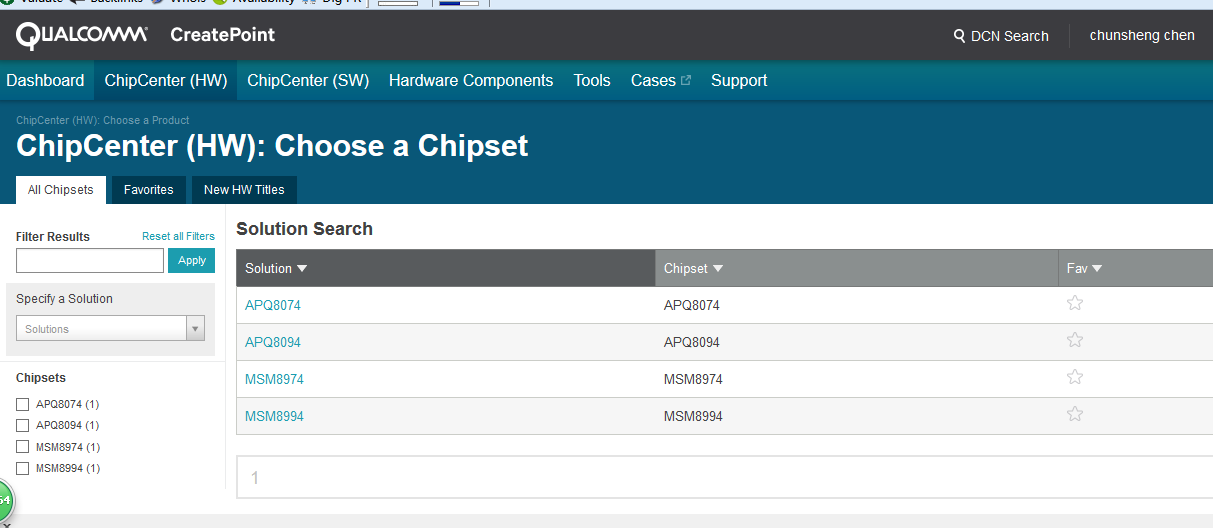 Validate Backlinks Whois Availability Dig PR
QUALCOMM® CreatePoint DCN Search chunsheng chen
Dashboard ChipCenter (HW) ChipCenter (SW) Hardware Components Tools Cases Support
ChipCenter (HW): Choose a Product
ChipCenter (HW): Choose a Chipset
All Chipsets Favorites New HW Titles
Filter Results Reset all Filters
Apply
Specify a Solution
Solutions
Chipsets
APQ8074 (1)
APQ8094 (1)
MSM8974 (1)
MSM8994 (1)
Solution Search
Solution Chipset Fav
APQ8074 APQ8074
APQ8094 APQ8094
MSM8974 MSM8974
MSM8994 MSM8994
1